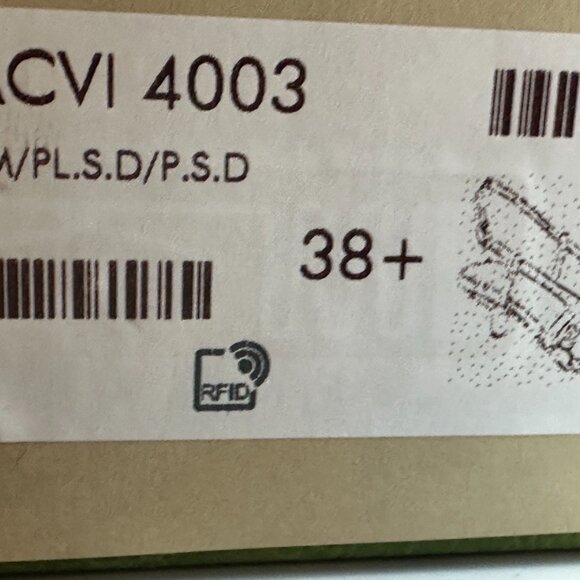 ACVI 4003
M/PL.S.D/P.S.D
38+
RFID